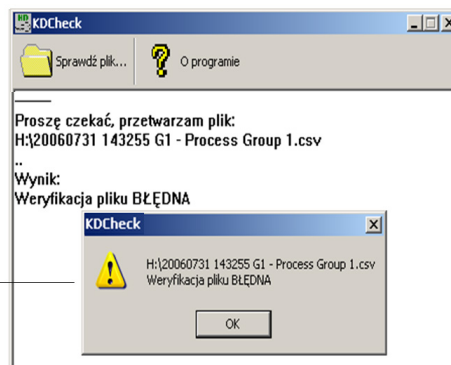 KDCheck
Sprawdź plik...
O programie
Proszę czekać, przetwarzam plik:
H:\20060731 143255 G1 - Process Group 1.csv
..
Wynik:
Weryfikacja pliku BŁĘDNA
KDCheck
H:\20060731 143255 G1 - Process Group 1.csv
Weryfikacja pliku BŁĘDNA
OK